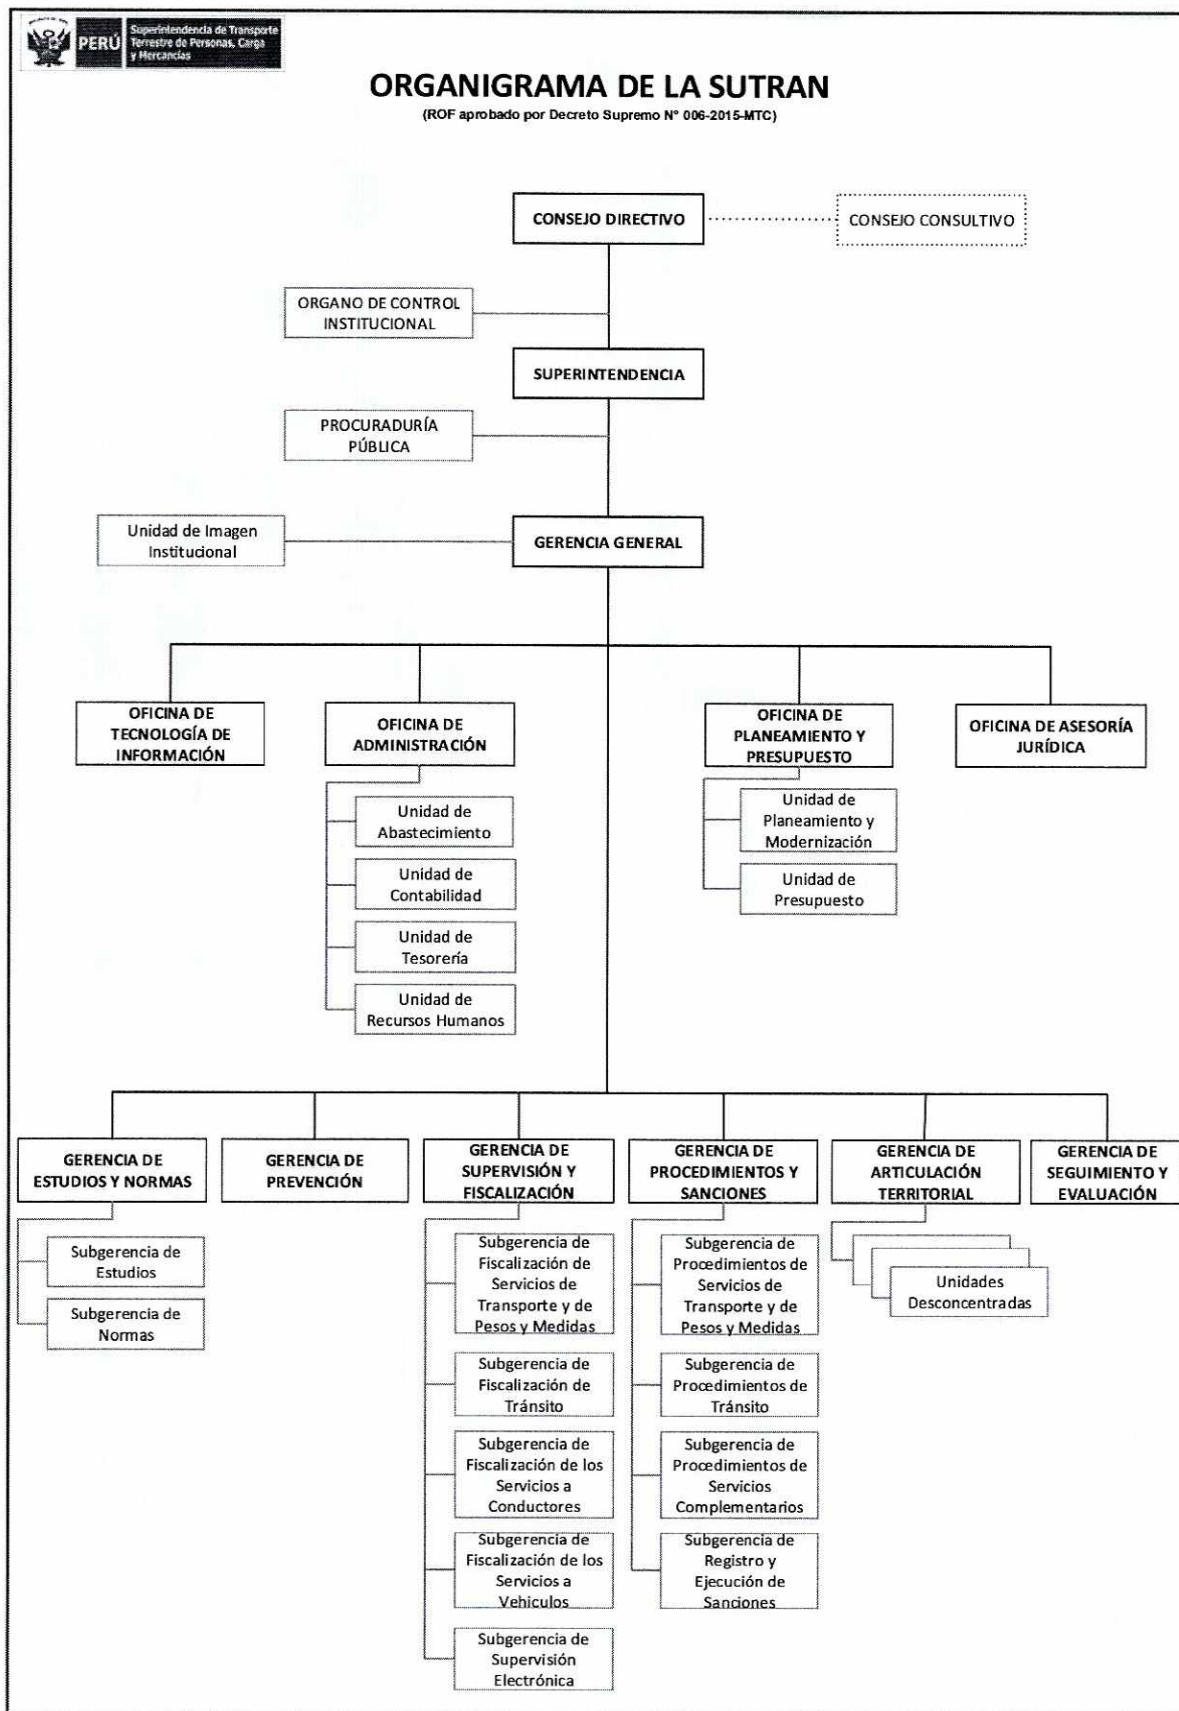 PERÚ
Superintendencia de Transporte
Terrestre de Personas, Carga
y Mercancías
ORGANIGRAMA DE LA SUTRAN
(ROF aprobado por Decreto Supremo N° 006-2015-MTC)
CONSEJO DIRECTIVO
CONSEJO CONSULTIVO
ORGANO DE CONTROL
INSTITUCIONAL
SUPERINTENDENCIA
PROCURADURÍA
PÚBLICA
Unidad de Imagen
Institucional
GERENCIA GENERAL
OFICINA DE
TECNOLOGÍA DE
INFORMACIÓN
OFICINA DE
ADMINISTRACIÓN
OFICINA DE
PLANEAMIENTO Y
PRESUPUESTO
OFICINA DE ASESORÍA
JURÍDICA
Unidad de
Abastecimiento
Unidad de
Contabilidad
Unidad de
Tesorería
Unidad de
Recursos Humanos
Unidad de
Planeamiento y
Modernización
Unidad de
Presupuesto
GERENCIA DE
ESTUDIOS Y NORMAS
GERENCIA DE
PREVENCIÓN
GERENCIA DE
SUPERVISIÓN Y
FISCALIZACIÓN
GERENCIA DE
PROCEDIMIENTOS Y
SANCIONES
GERENCIA DE
ARTICULACIÓN
TERRITORIAL
GERENCIA DE
SEGUIMIENTO Y
EVALUACIÓN
Subgerencia de
Estudios
Subgerencia de
Normas
Subgerencia de
Fiscalización de
Servicios de
Transporte y de
Pesos y Medidas
Subgerencia de
Fiscalización de
Tránsito
Subgerencia de
Fiscalización de los
Servicios a
Conductores
Subgerencia de
Fiscalización de los
Servicios a
Vehiculos
Subgerencia de
Supervisión
Electrónica
Subgerencia de
Procedimientos de
Servicios de
Transporte y de
Pesos y Medidas
Subgerencia de
Procedimientos de
Tránsito
Subgerencia de
Procedimientos de
Servicios
Complementarios
Subgerencia de
Registro y
Ejecución de
Sanciones
Unidades
Desconcentradas